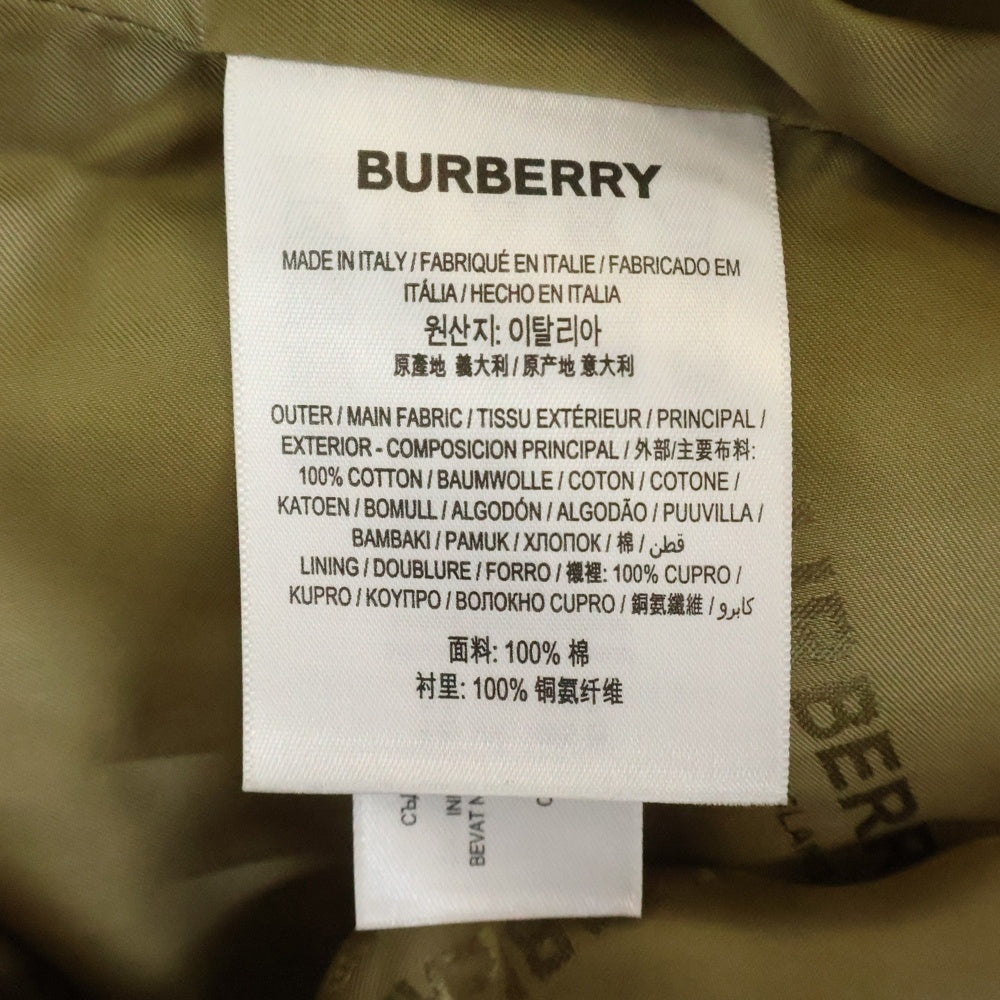 BURBERRY
MADE IN ITALY / FABRIQUÉ EN ITALIE / FABRICADO EM
ITÁLIA / HECHO EN ITALIA
원산지: 이탈리아
原產地 義大利 / 原产地 意大利
OUTER / MAIN FABRIC / TISSU EXTÉRIEUR / PRINCIPAL /
EXTERIOR - COMPOSICION PRINCIPAL / 外部/主要布料:
100% COTTON / BAUMWOLLE / COTON / COTONE /
KATOEN / BOMULL / ALGODÓN / ALGODÃO / PUUVILLA /
BAMBAKI / PAMUK / ХЛОПОК / 棉 / قطن
LINING / DOUBLURE / FORRO / 襯裡: 100% CUPRO /
KUPRO / ΚΟΥΠΡΟ / ВОЛОКНО CUPRO / 銅氨纖維 / كابرو
面料: 100% 棉
衬里: 100% 铜氨纤维
BEVAT